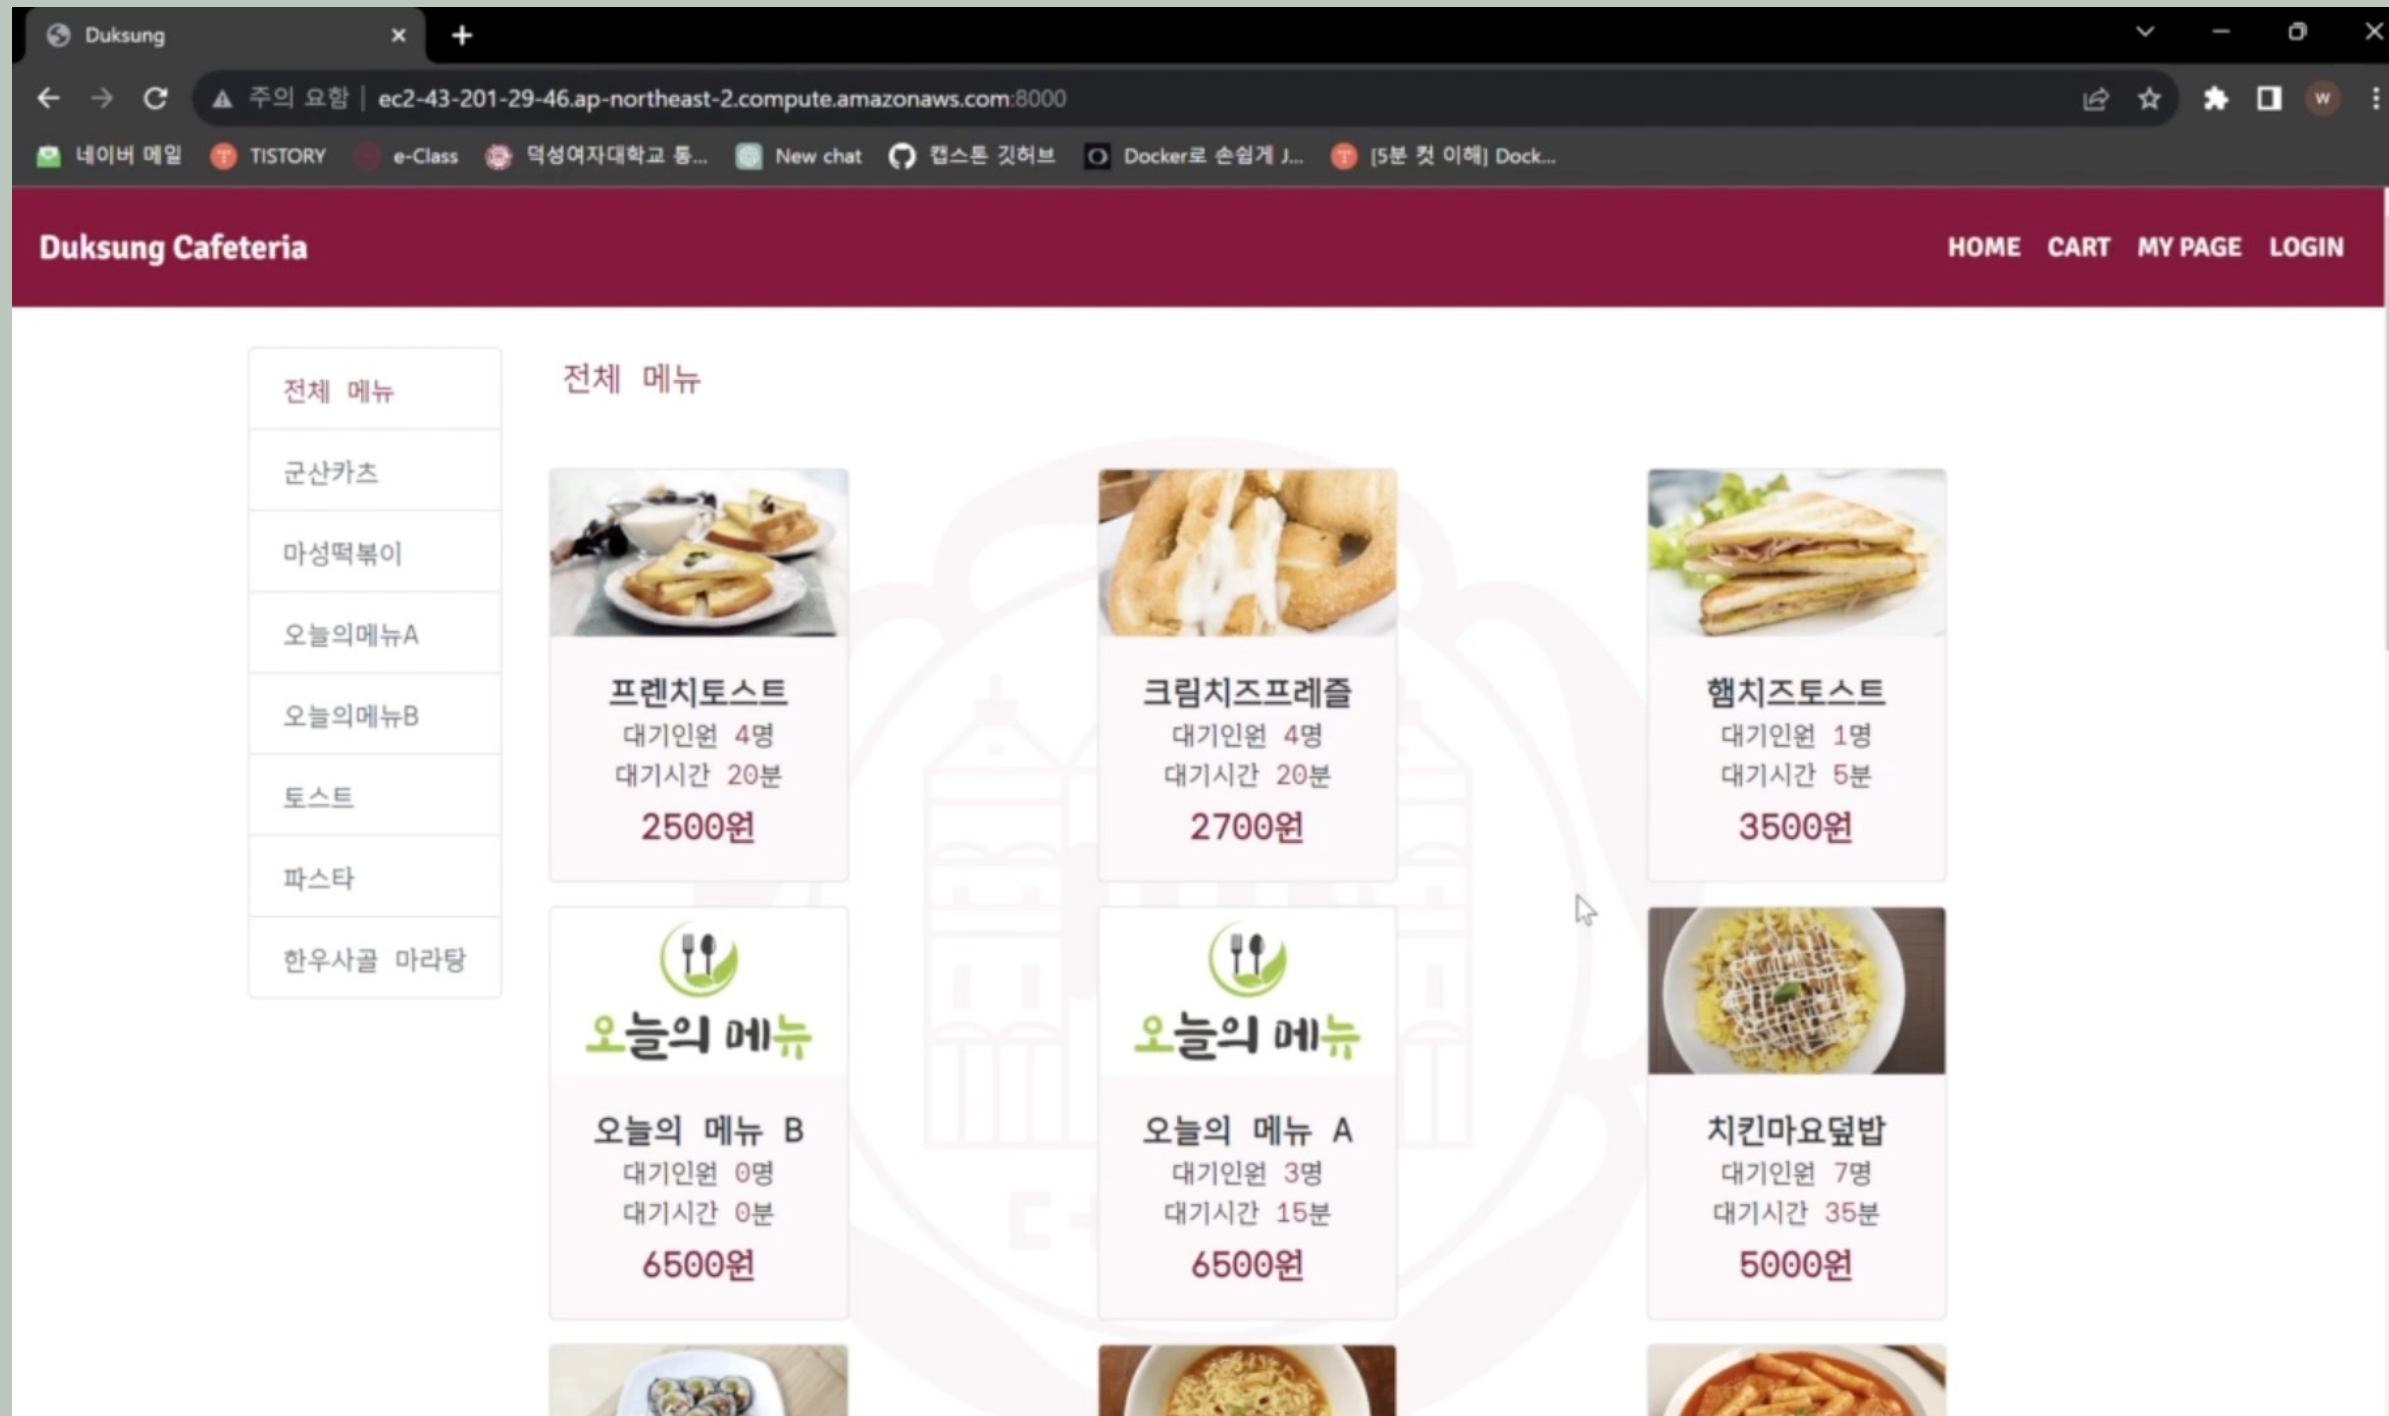 Duksung
주의 요함 ec2-43-201-29-46.ap-northeast-2.compute.amazonaws.com:8000
W
네이버 메일 TISTORY e-Class 덕성여자대학교 통... New chat 캡스톤 깃허브 Docker로 손쉽게 J... [5분 컷 이해] Dock...
Duksung Cafeteria HOME CART MY PAGE LOGIN
전체 메뉴
군산카츠
마성떡볶이
오늘의메뉴A
오늘의메뉴B
토스트
파스타
한우사골 마라탕
전체 메뉴
프렌치토스트
대기인원 4명
대기시간 20분
2500원
크림치즈프레즐
대기인원 4명
대기시간 20분
2700원
햄치즈토스트
대기인원 1명
대기시간 5분
3500원
오늘의 메뉴
오늘의 메뉴 B
대기인원 0명
대기시간 0분
6500원
오늘의 메뉴
오늘의 메뉴 A
대기인원 3명
대기시간 15분
6500원
치킨마요덮밥
대기인원 7명
대기시간 35분
5000원